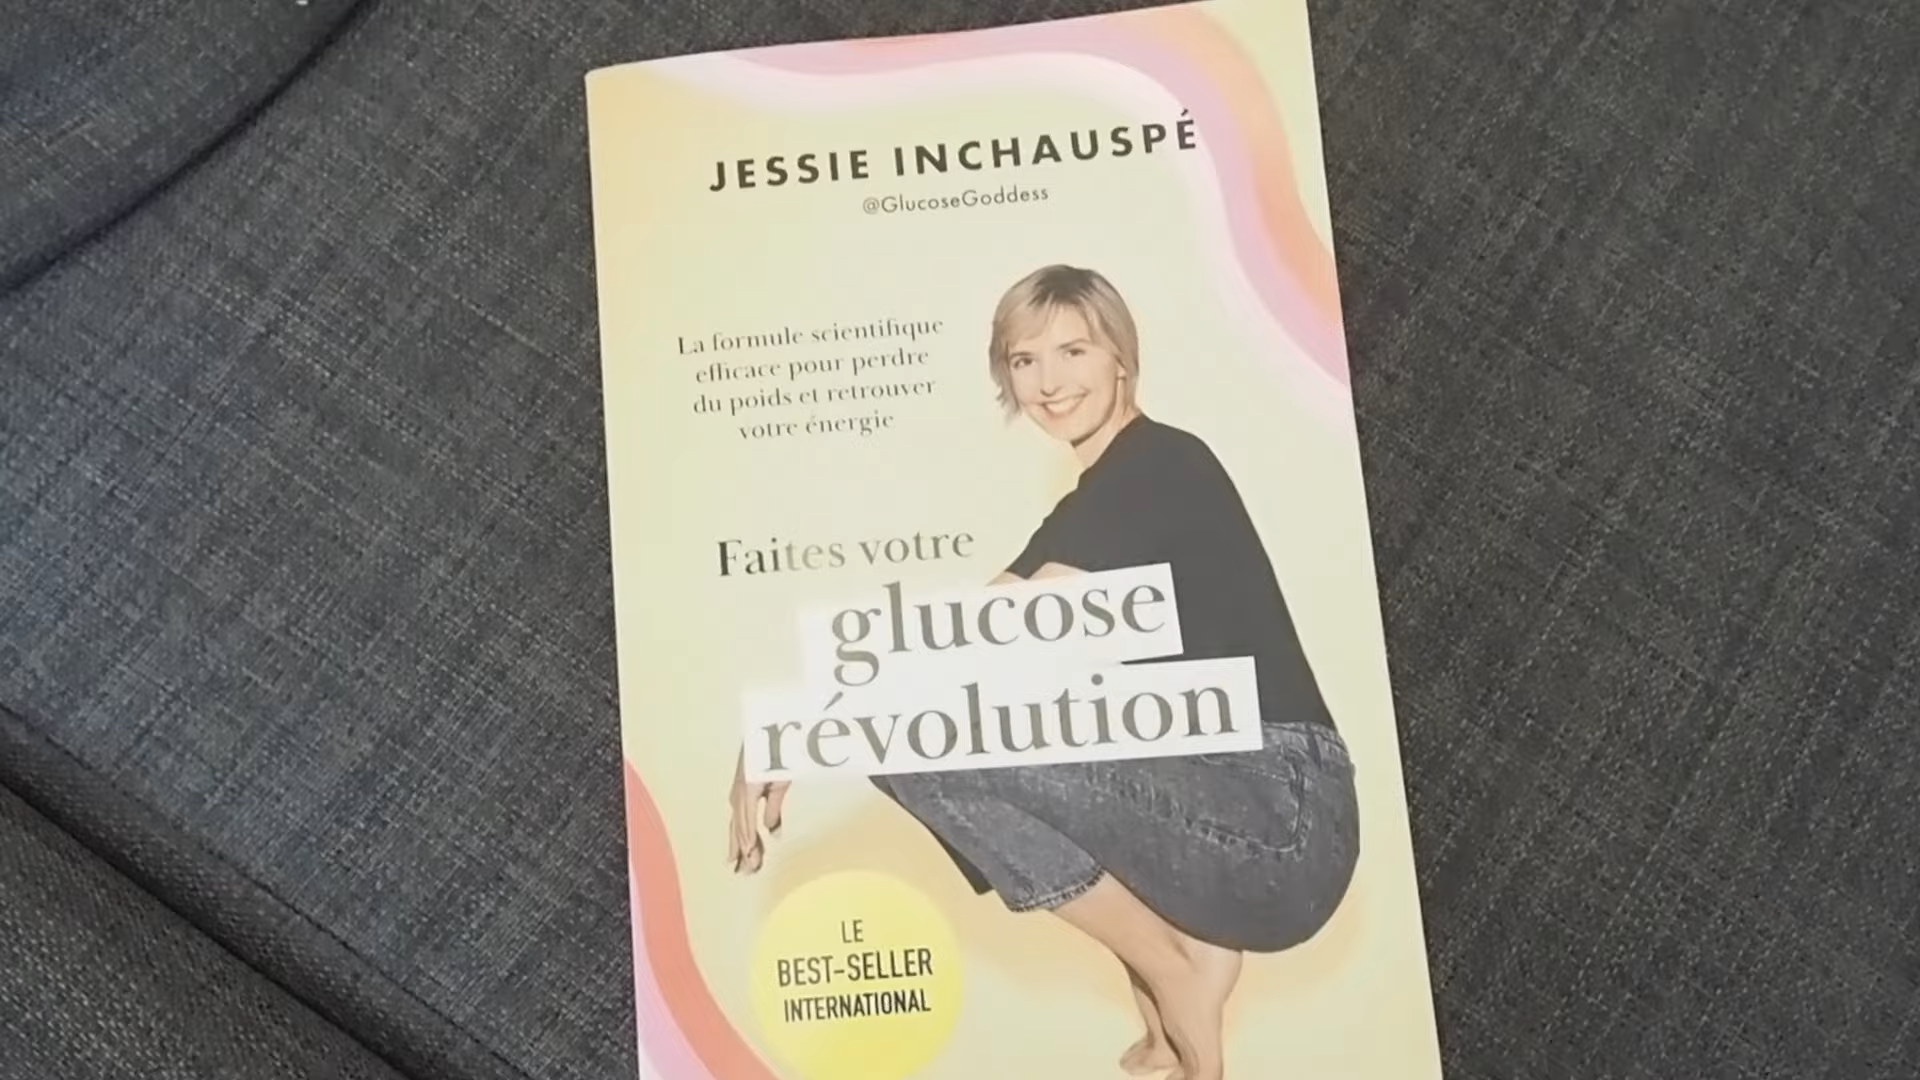 JESSIE INCHAUSPÉ
@GlucoseGoddess
La formule scientifique
efficace pour perdre
du poids et retrouver
votre énergie
Faites votre
glucose
révolution
LE
BEST-SELLER
INTERNATIONAL